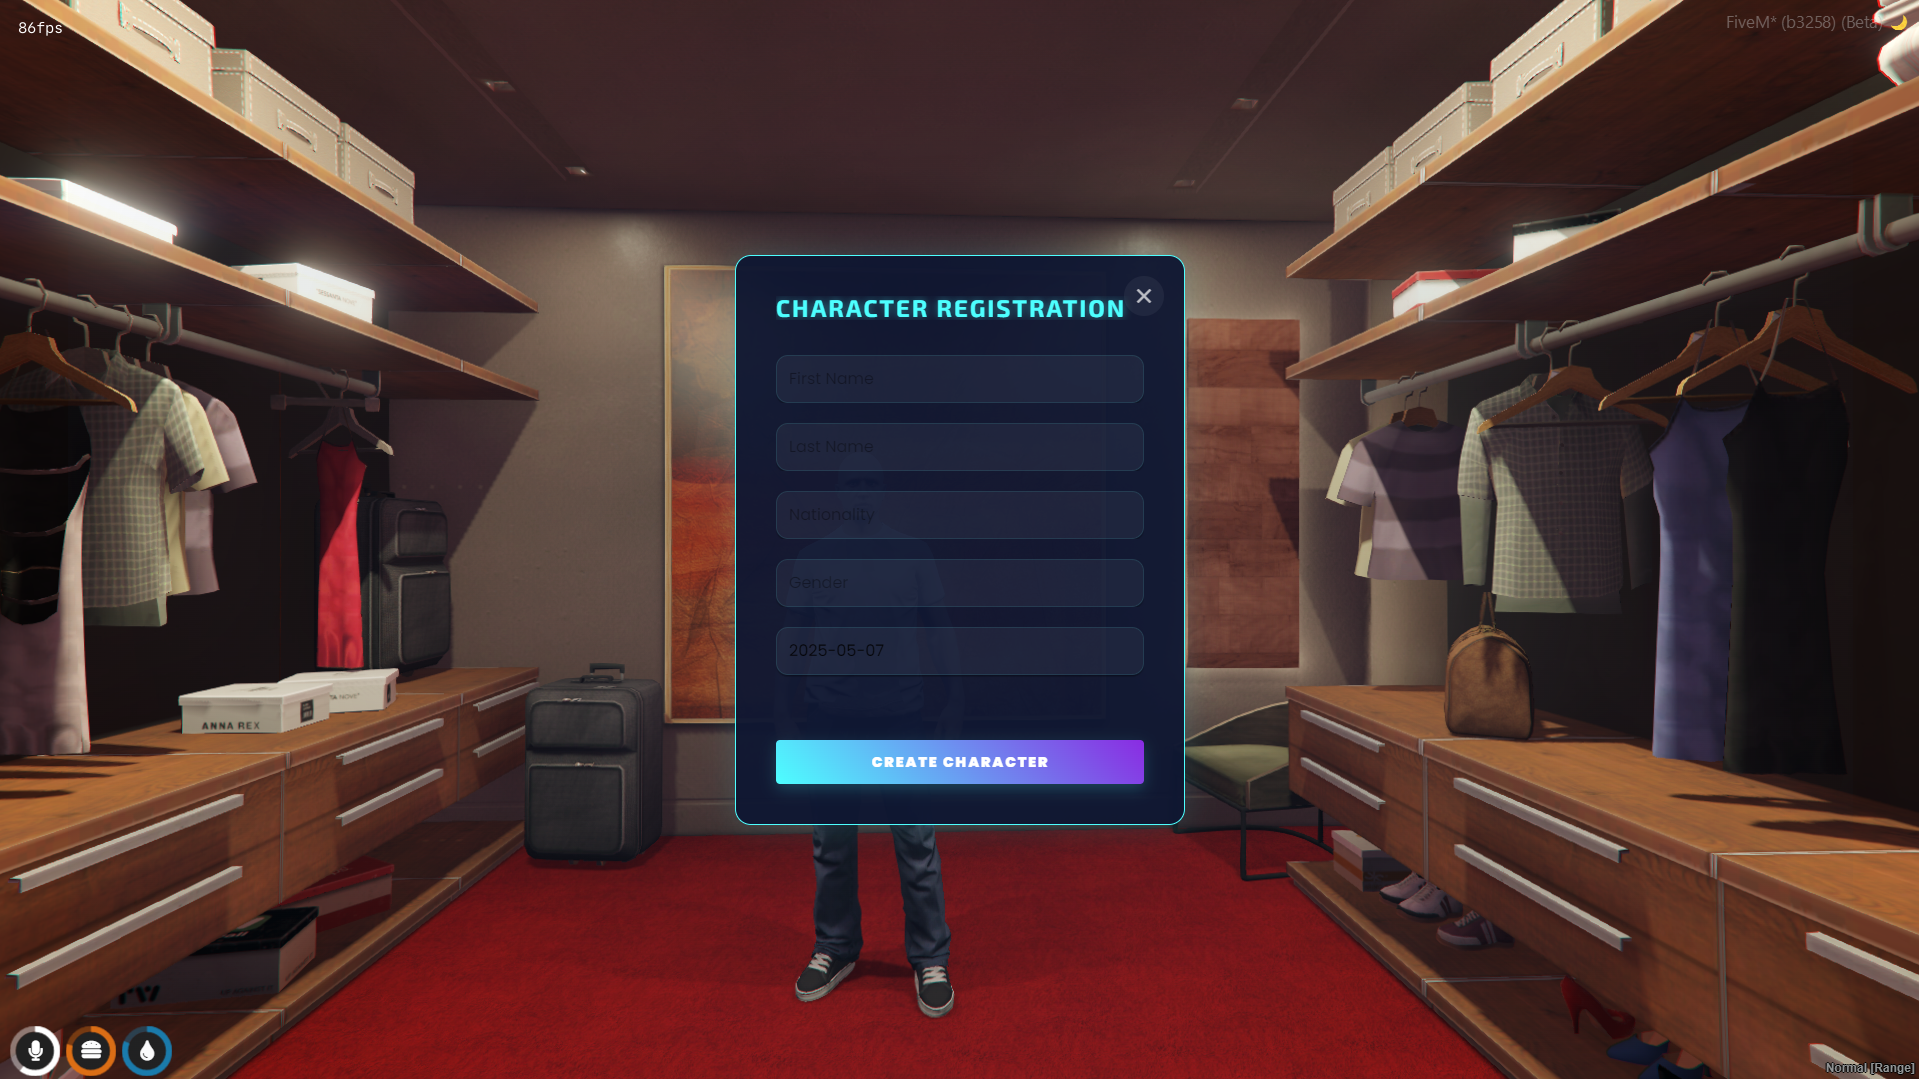 86fps
FiveM* (b3258) (Beta)
CHARACTER REGISTRATION
First Name
Last Name
Nationality
Gender
2025-05-07
CREATE CHARACTER
ANNA REX
Normal [Range]